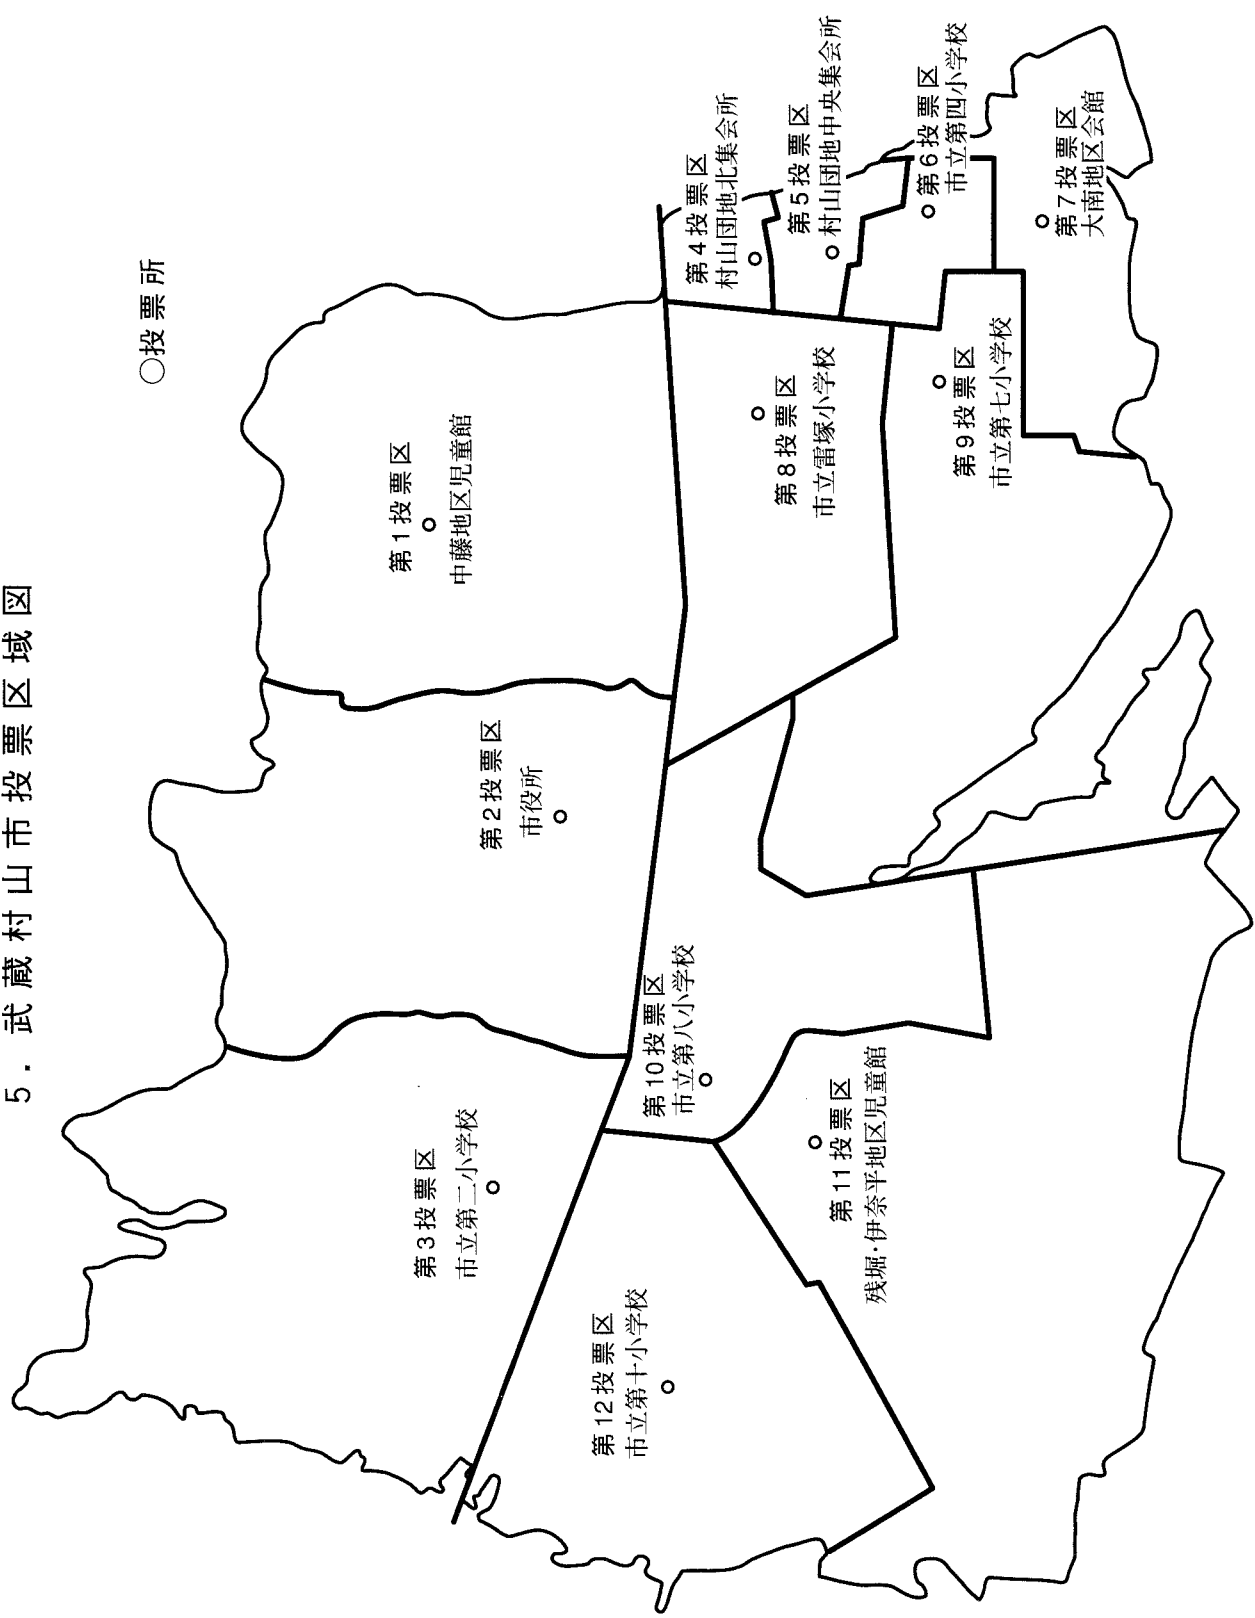 5．武蔵村山市投票区域図
○投票所
第1投票区
中藤地区児童館
第2投票区
市役所
第3投票区
市立第二小学校
第4投票区
村山団地北集会所
第5投票区
村山団地中央集会所
第6投票区
市立第四小学校
第7投票区
大南地区会館
第8投票区
市立雷塚小学校
第9投票区
市立第七小学校
第10投票区
市立第八小学校
第11投票区
残堀・伊奈平地区児童館
第12投票区
市立第十小学校